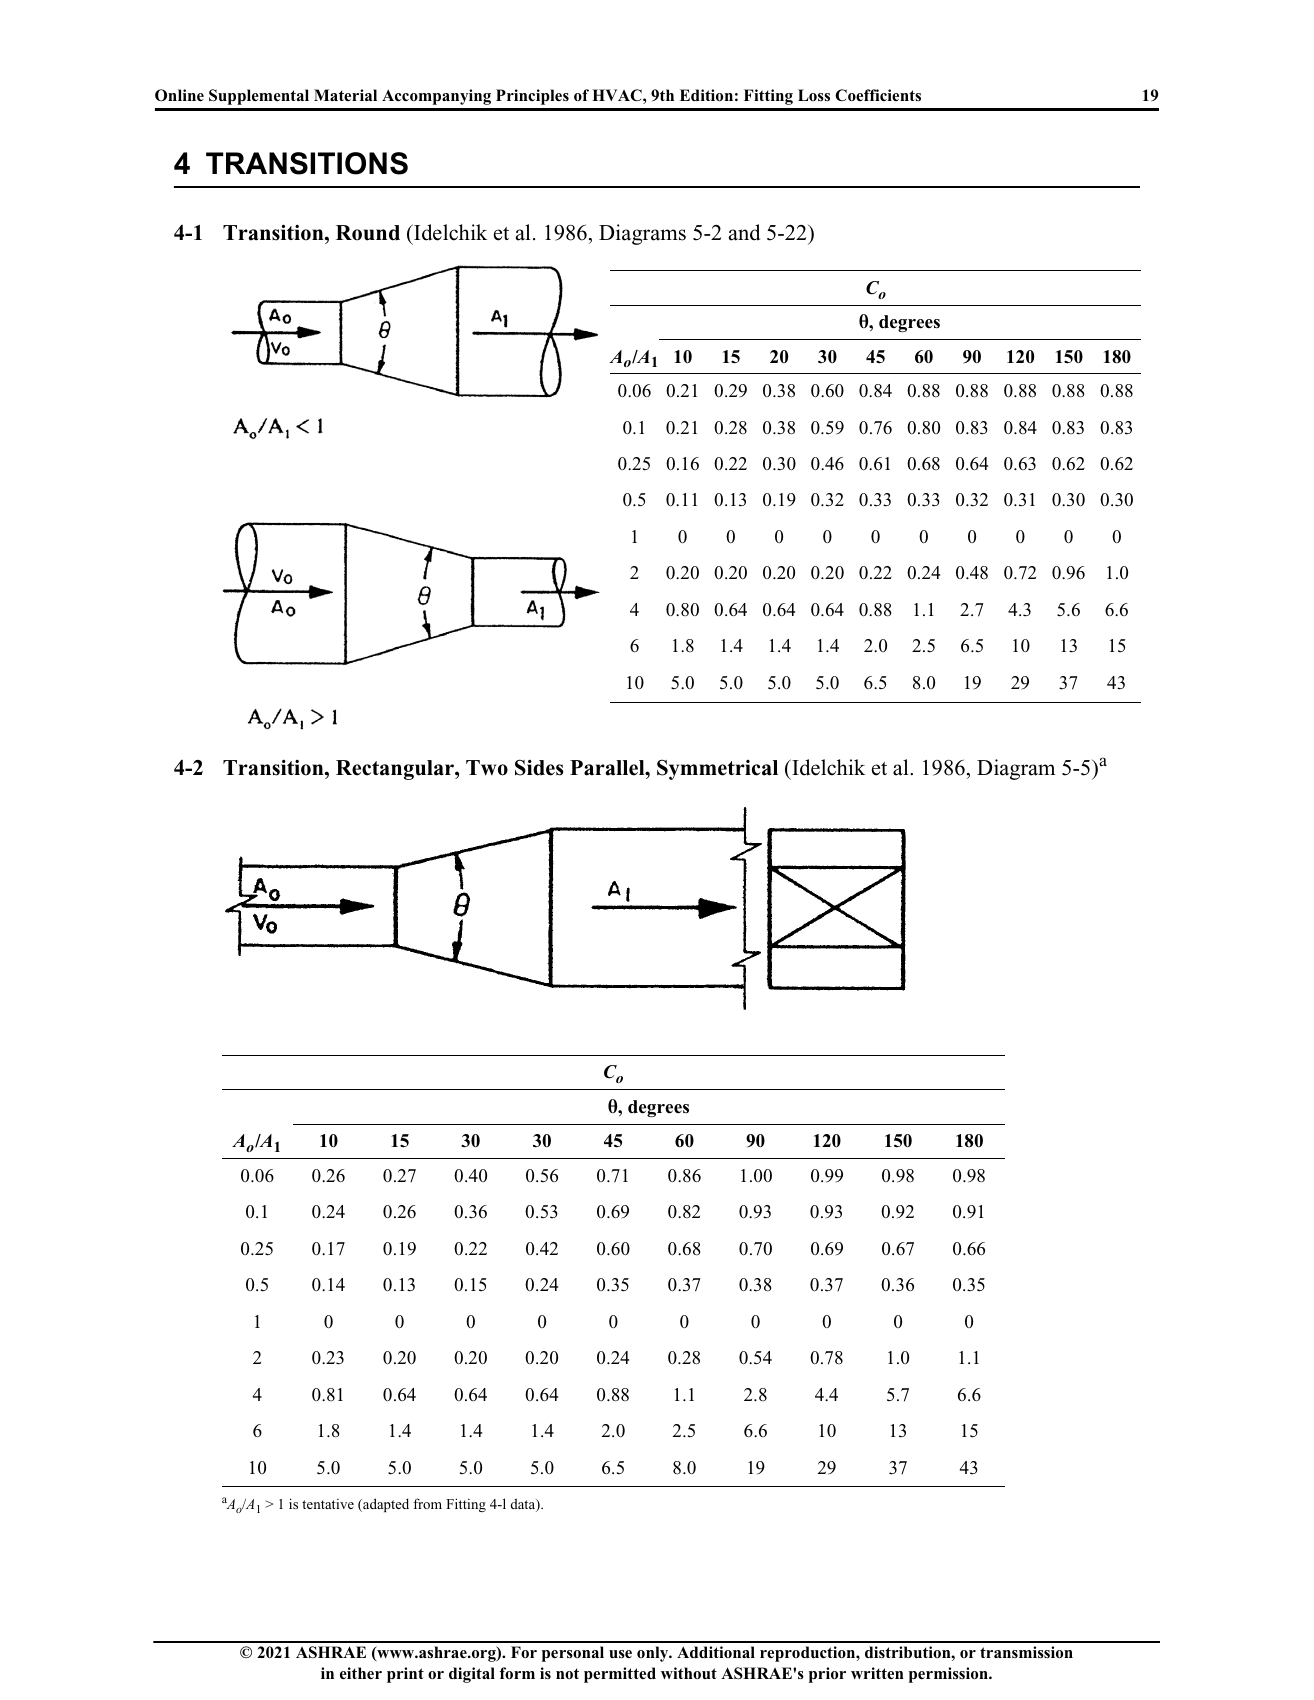 Online Supplemental Material Accompanying Principles of HVAC, 9th Edition: Fitting Loss Coefficients 19
4 TRANSITIONS
4-1 Transition, Round (Idelchik et al. 1986, Diagrams 5-2 and 5-22)
Ao
Vo
θ
A1
Ao/A1 < 1
Vo
Ao
θ
A1
Ao/A1 > 1
Co
θ, degrees
Ao/A1 10 15 20 30 45 60 90 120 150 180
0.06 0.21 0.29 0.38 0.60 0.84 0.88 0.88 0.88 0.88 0.88
0.1 0.21 0.28 0.38 0.59 0.76 0.80 0.83 0.84 0.83 0.83
0.25 0.16 0.22 0.30 0.46 0.61 0.68 0.64 0.63 0.62 0.62
0.5 0.11 0.13 0.19 0.32 0.33 0.33 0.32 0.31 0.30 0.30
1 0 0 0 0 0 0 0 0 0 0
2 0.20 0.20 0.20 0.20 0.22 0.24 0.48 0.72 0.96 1.0
4 0.80 0.64 0.64 0.64 0.88 1.1 2.7 4.3 5.6 6.6
6 1.8 1.4 1.4 1.4 2.0 2.5 6.5 10 13 15
10 5.0 5.0 5.0 5.0 6.5 8.0 19 29 37 43
4-2 Transition, Rectangular, Two Sides Parallel, Symmetrical (Idelchik et al. 1986, Diagram 5-5)a
Ao
Vo
θ
A1
Co
θ, degrees
Ao/A1 10 15 30 30 45 60 90 120 150 180
0.06 0.26 0.27 0.40 0.56 0.71 0.86 1.00 0.99 0.98 0.98
0.1 0.24 0.26 0.36 0.53 0.69 0.82 0.93 0.93 0.92 0.91
0.25 0.17 0.19 0.22 0.42 0.60 0.68 0.70 0.69 0.67 0.66
0.5 0.14 0.13 0.15 0.24 0.35 0.37 0.38 0.37 0.36 0.35
1 0 0 0 0 0 0 0 0 0 0
2 0.23 0.20 0.20 0.20 0.24 0.28 0.54 0.78 1.0 1.1
4 0.81 0.64 0.64 0.64 0.88 1.1 2.8 4.4 5.7 6.6
6 1.8 1.4 1.4 1.4 2.0 2.5 6.6 10 13 15
10 5.0 5.0 5.0 5.0 6.5 8.0 19 29 37 43
aAo/A1 > 1 is tentative (adapted from Fitting 4-l data).
© 2021 ASHRAE (www.ashrae.org). For personal use only. Additional reproduction, distribution, or transmission
in either print or digital form is not permitted without ASHRAE's prior written permission.